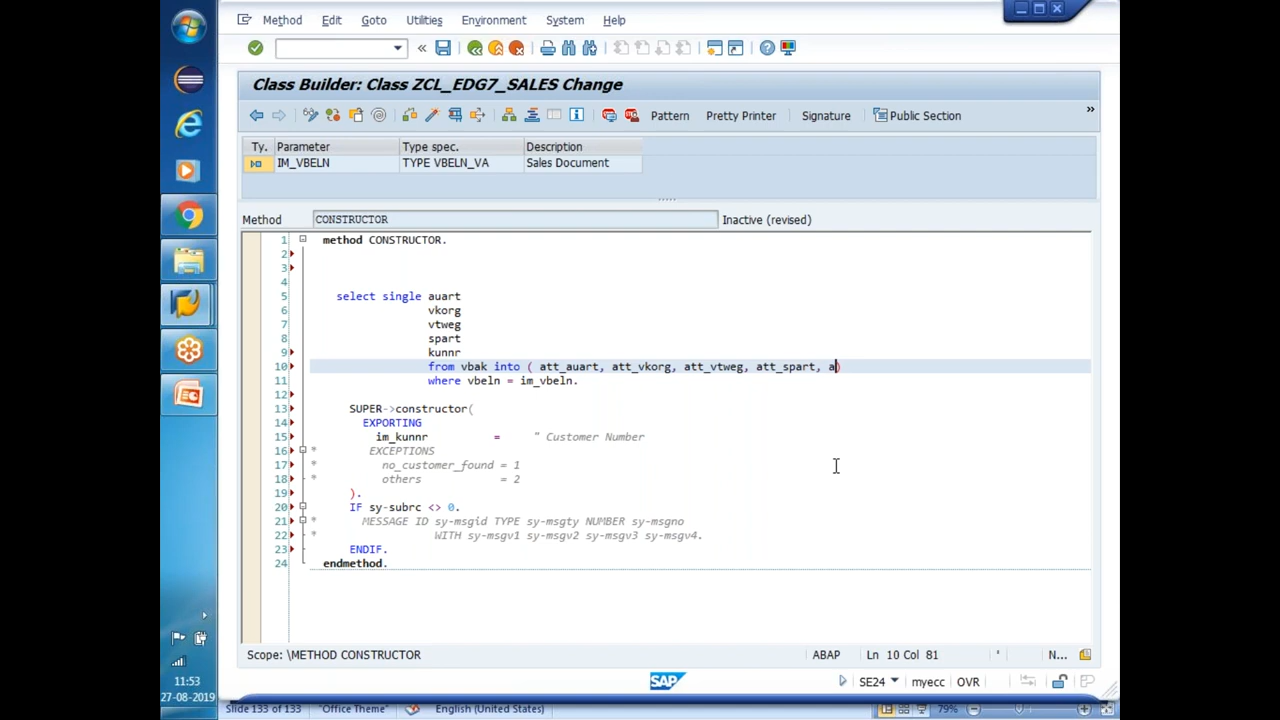 Method Edit Goto Utilities Environment System Help
Class Builder: Class ZCL_EDG7_SALES Change
Pattern Pretty Printer Signature Public Section
Ty. Parameter Type spec. Description
IM_VBELN TYPE VBELN_VA Sales Document
Method CONSTRUCTOR Inactive (revised)
1 method CONSTRUCTOR.
2
3
4
5 select single auart
6 vkorg
7 vtweg
8 spart
9 kunnr
10 from vbak into ( att_auart, att_vkorg, att_vtweg, att_spart, a)
11 where vbeln = im_vbeln.
12
13 SUPER->constructor(
14 EXPORTING
15 im_kunnr = " Customer Number
16 * EXCEPTIONS
17 * no_customer_found = 1
18 * others = 2
19 ).
20 IF sy-subrc <> 0.
21 * MESSAGE ID sy-msgid TYPE sy-msgty NUMBER sy-msgno
22 * WITH sy-msgv1 sy-msgv2 sy-msgv3 sy-msgv4.
23 ENDIF.
24 endmethod.
Scope: \METHOD CONSTRUCTOR ABAP Ln 10 Col 81 N...
SAP SE24 myecc OVR
11:53
27-08-2019
Slide 133 of 133 "Office Theme" English (United States) 79%